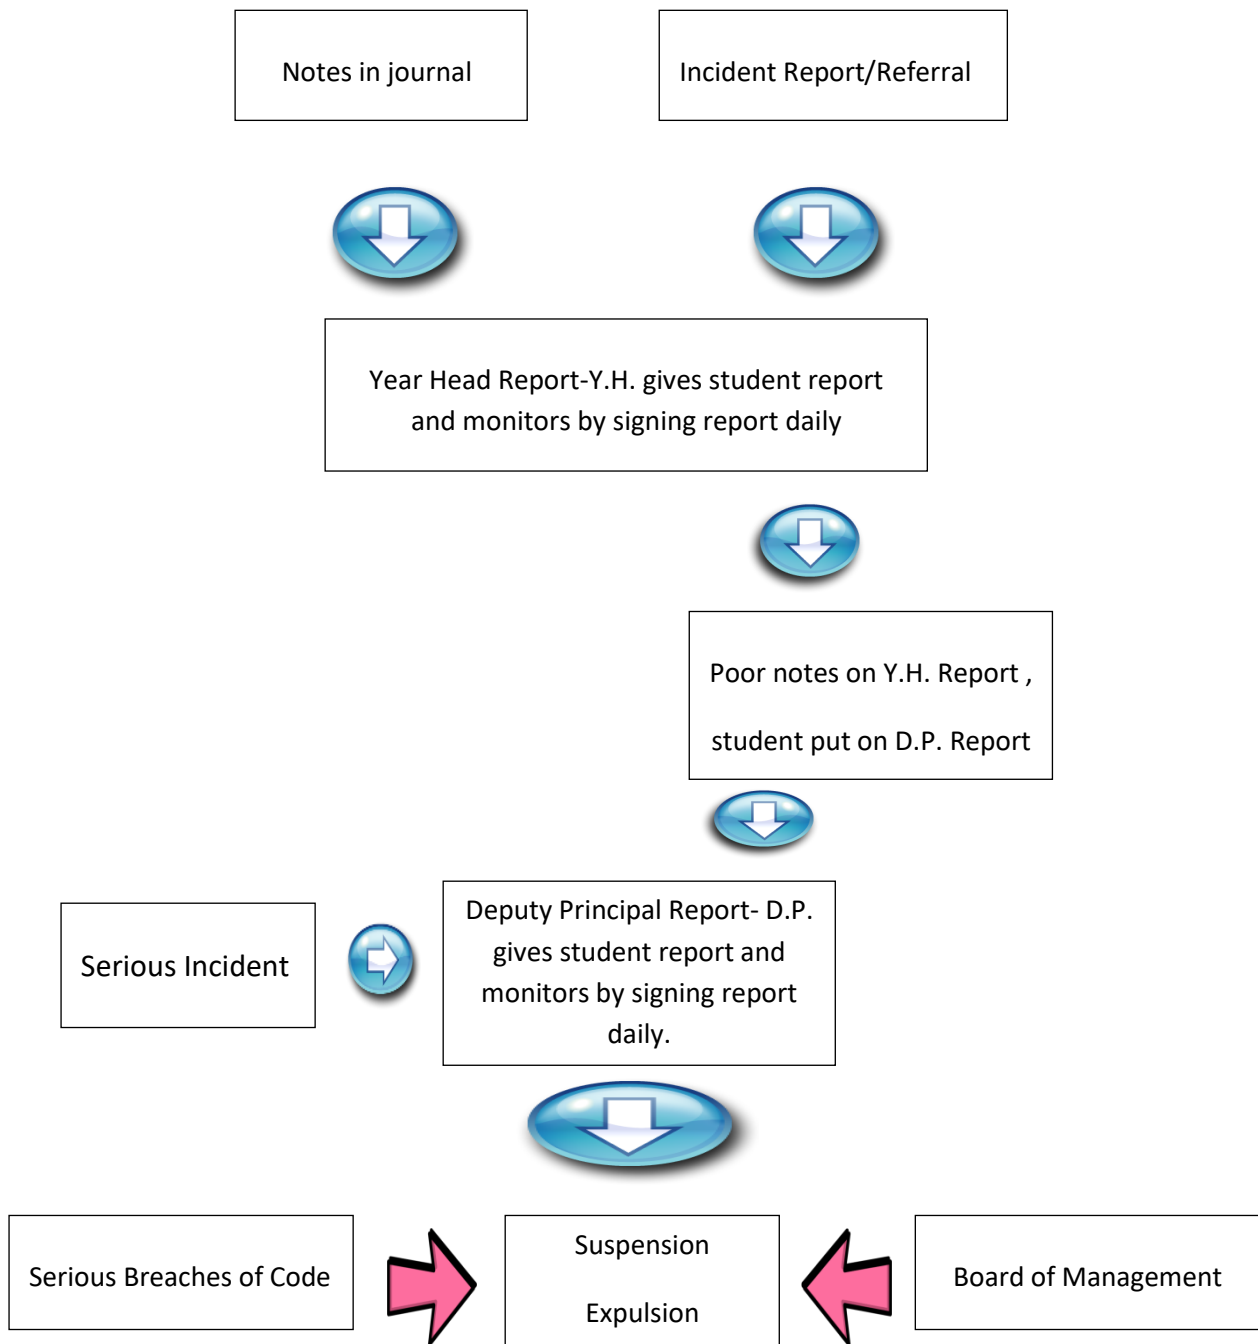 Notes in journal
Incident Report/Referral
Year Head Report-Y.H. gives student report
and monitors by signing report daily
Poor notes on Y.H. Report ,
student put on D.P. Report
Serious Incident
Deputy Principal Report- D.P.
gives student report and
monitors by signing report
daily.
Serious Breaches of Code
Suspension
Expulsion
Board of Management